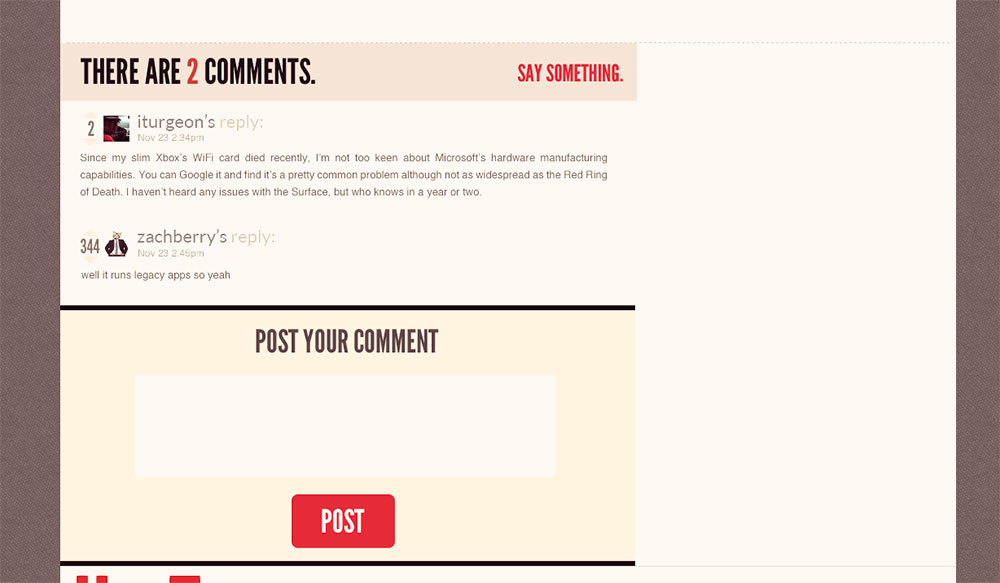 THERE ARE 2 COMMENTS.
SAY SOMETHING.
2
iturgeon's reply:
Nov 23 2:34pm
Since my slim Xbox's WiFi card died recently, I'm not too keen about Microsoft's hardware manufacturing
capabilities. You can Google it and find it's a pretty common problem although not as widespread as the Red Ring
of Death. I haven't heard any issues with the Surface, but who knows in a year or two.
344
zachberry's reply:
Nov 23 2:45pm
well it runs legacy apps so yeah
POST YOUR COMMENT
POST